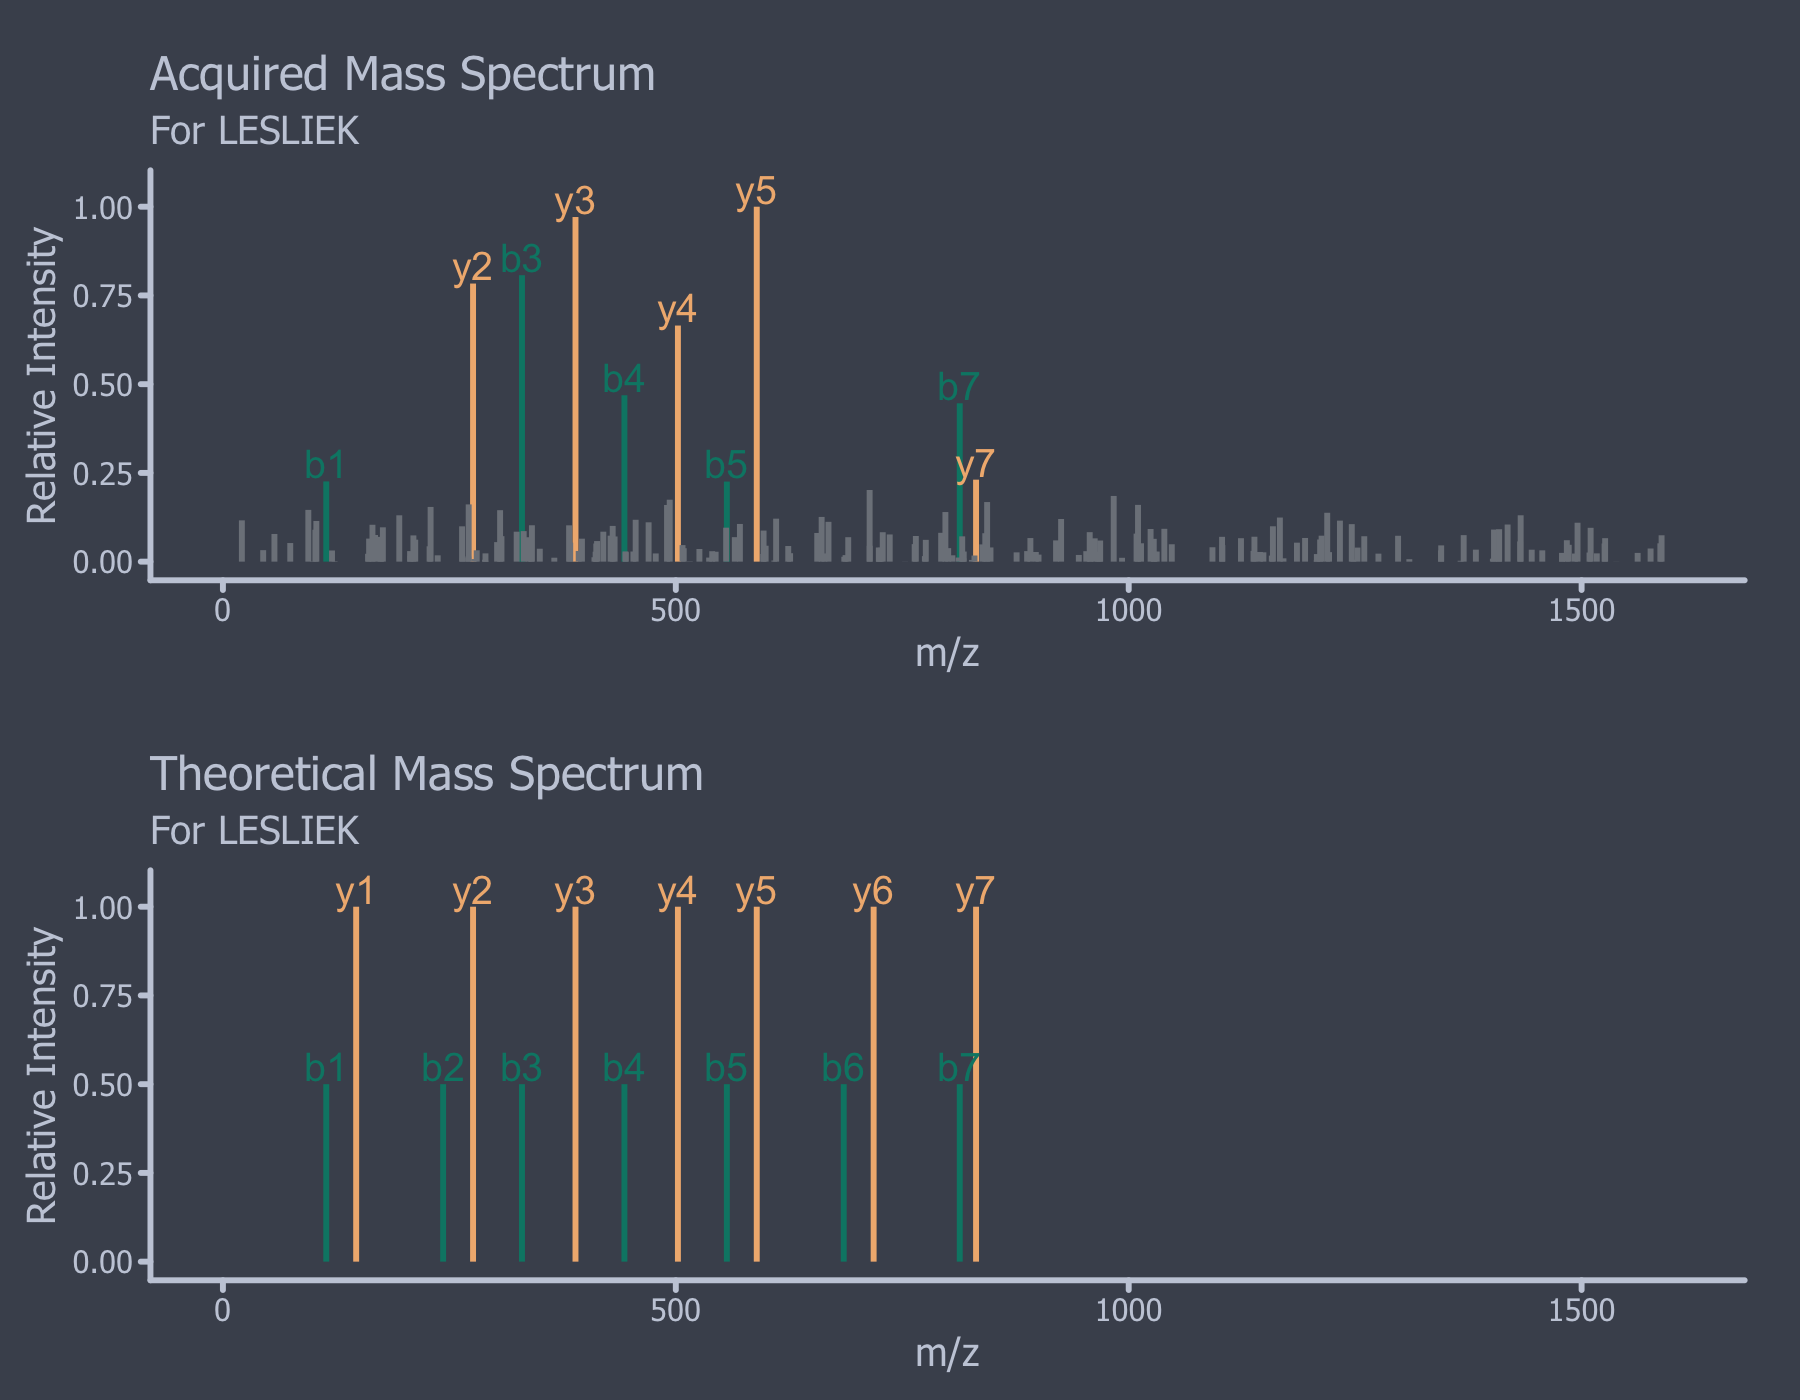 Acquired Mass Spectrum
For LESLIEK
Relative Intensity
1.00
0.75
0.50
0.25
0.00
b1
y2
b3
y3
b4
y4
b5
y5
b7
y7
0
500
1000
1500
m/z
Theoretical Mass Spectrum
For LESLIEK
Relative Intensity
1.00
0.75
0.50
0.25
0.00
y1
y2
y3
y4
y5
y6
y7
b1
b2
b3
b4
b5
b6
b7
0
500
1000
1500
m/z